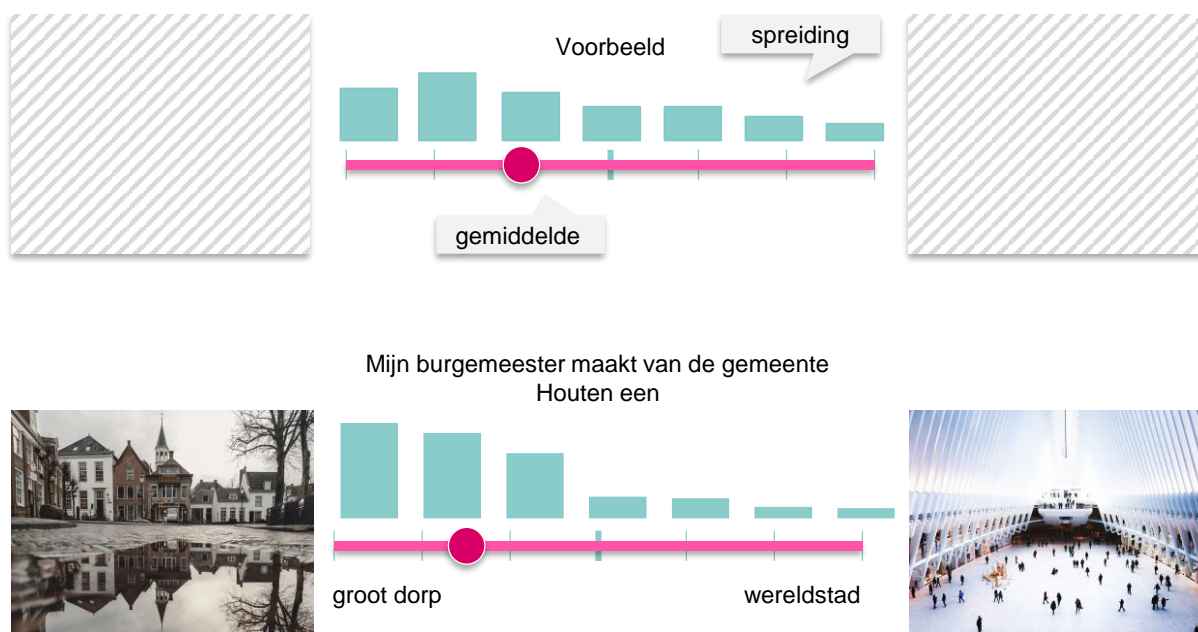 Voorbeeld
spreiding
gemiddelde
Mijn burgemeester maakt van de gemeente
Houten een
groot dorp
wereldstad